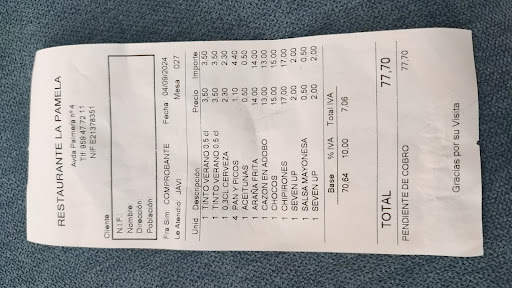 RESTAURANTE LA PAMELA
Avda Palmera nº 4
Tlf: 959 47 72 11
NIF E21378351
Cliente
N.I.F.
Nombre
Dirección
Población
Fra Sim: COMPROBANTE Fecha 04/09/2024
Le Atendio: JAVI Mesa 027
Unid Descripción Precio Importe
1 TINTO VERANO 0.5 cl 3,50 3,50
1 TINTO VERANO 0.5 cl 3,50 3,50
1 0.3CL CERVEZA 2,30 2,30
4 PAN Y PICOS 1,10 4,40
1 ACEITUNAS 0,50 0,50
1 ARAÑA FRITA 14,00 14,00
1 CAZON EN ADOBO 13,00 13,00
1 CHOCOS 15,00 15,00
1 CHIPIRONES 17,00 17,00
1 SEVEN UP 2,00 2,00
1 SALSA MAYONESA 0,50 0,50
1 SEVEN UP 2,00 2,00
Base % IVA Total IVA
70.64 10.00 7.06
TOTAL 77,70
PENDIENTE DE COBRO 77,70
Gracias por su Visita